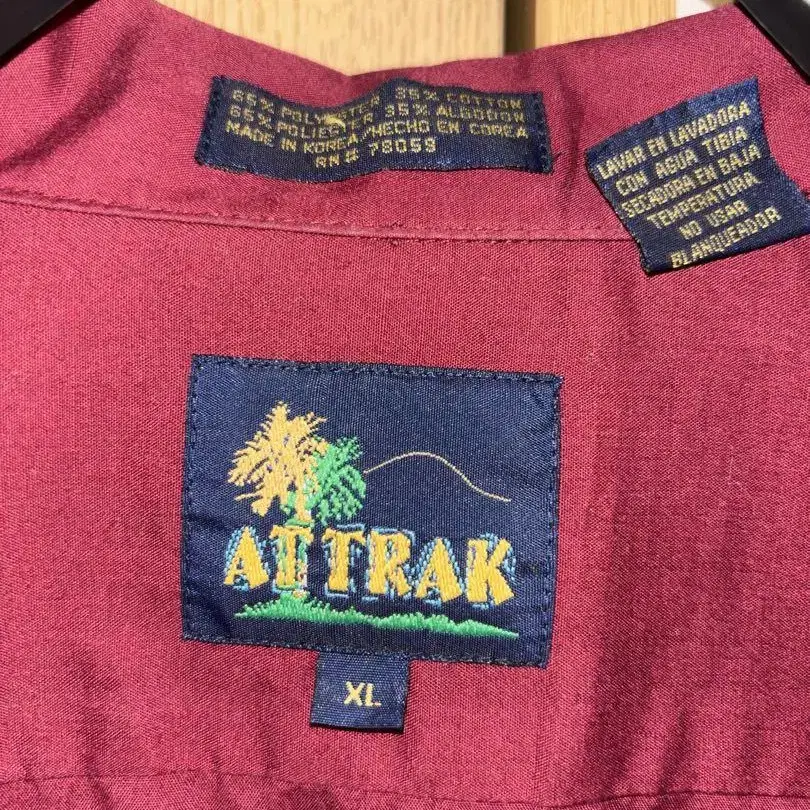 65% POLYESTER 35% COTTON
65% POLIESTER 35% ALGODON
MADE IN KOREA/HECHO EN COREA
RN# 78059
LAVAR EN LAVADORA
CON AGUA TIBIA
SECADORA EN BAJA
TEMPERATURA
NO USAR
BLANQUEADOR
ATTRAK
XL